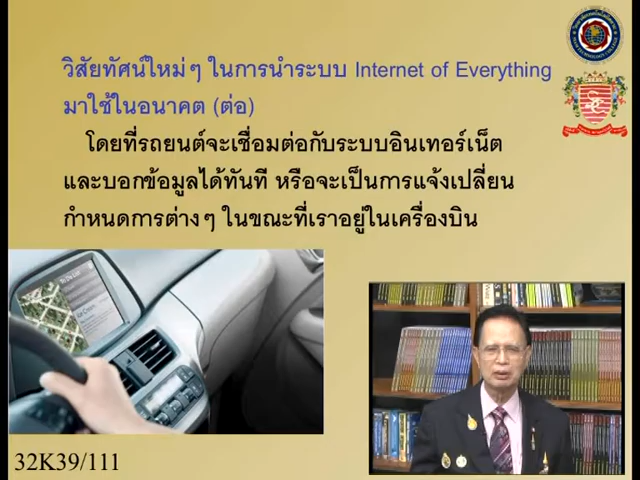 วิสัยทัศน์ใหม่ๆ ในการนำระบบ Internet of Everything
มาใช้ในอนาคต (ต่อ)
โดยที่รถยนต์จะเชื่อมต่อกับระบบอินเทอร์เน็ต
และบอกข้อมูลได้ทันที หรือจะเป็นการแจ้งเปลี่ยน
กำหนดการต่างๆ ในขณะที่เราอยู่ในเครื่องบิน
32K39/111